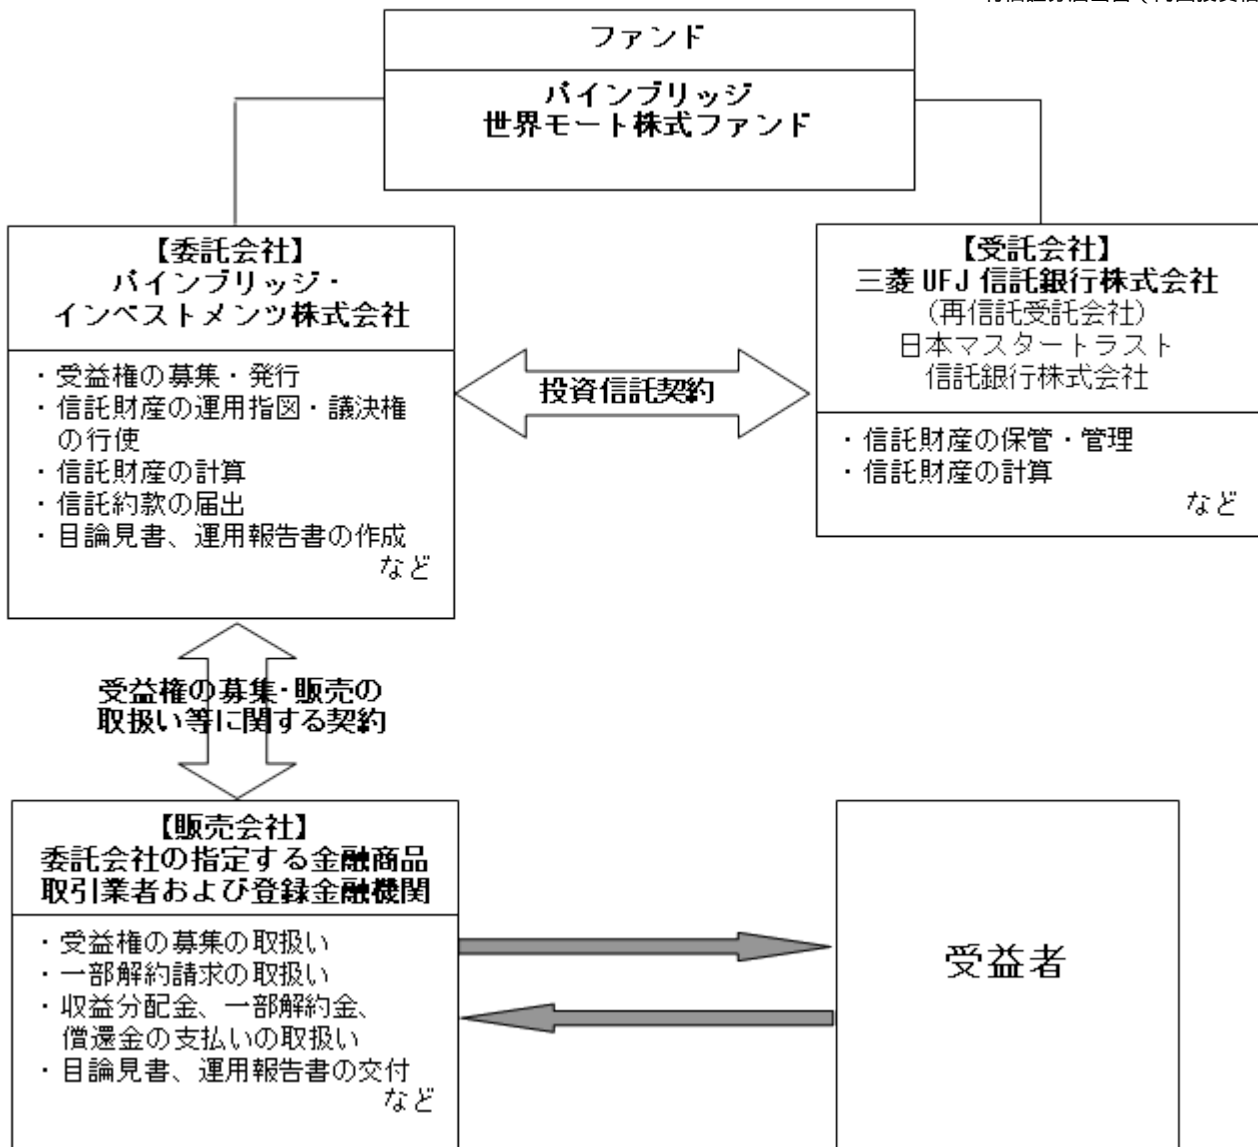 ファンド
バインブリッジ
世界モート株式ファンド
【委託会社】
バインブリッジ・
インベストメンツ株式会社
・受益権の募集・発行
・信託財産の運用指図・議決権
の行使
・信託財産の計算
・信託約款の届出
・目論見書、運用報告書の作成
など
投資信託契約
【受託会社】
三菱 UFJ 信託銀行株式会社
(再信託受託会社)
日本マスタートラスト
信託銀行株式会社
・信託財産の保管・管理
・信託財産の計算
など
受益権の募集・販売の
取扱い等に関する契約
【販売会社】
委託会社の指定する金融商品
取引業者および登録金融機関
・受益権の募集の取扱い
・一部解約請求の取扱い
・収益分配金、一部解約金、
償還金の支払いの取扱い
・目論見書、運用報告書の交付
など
受益者